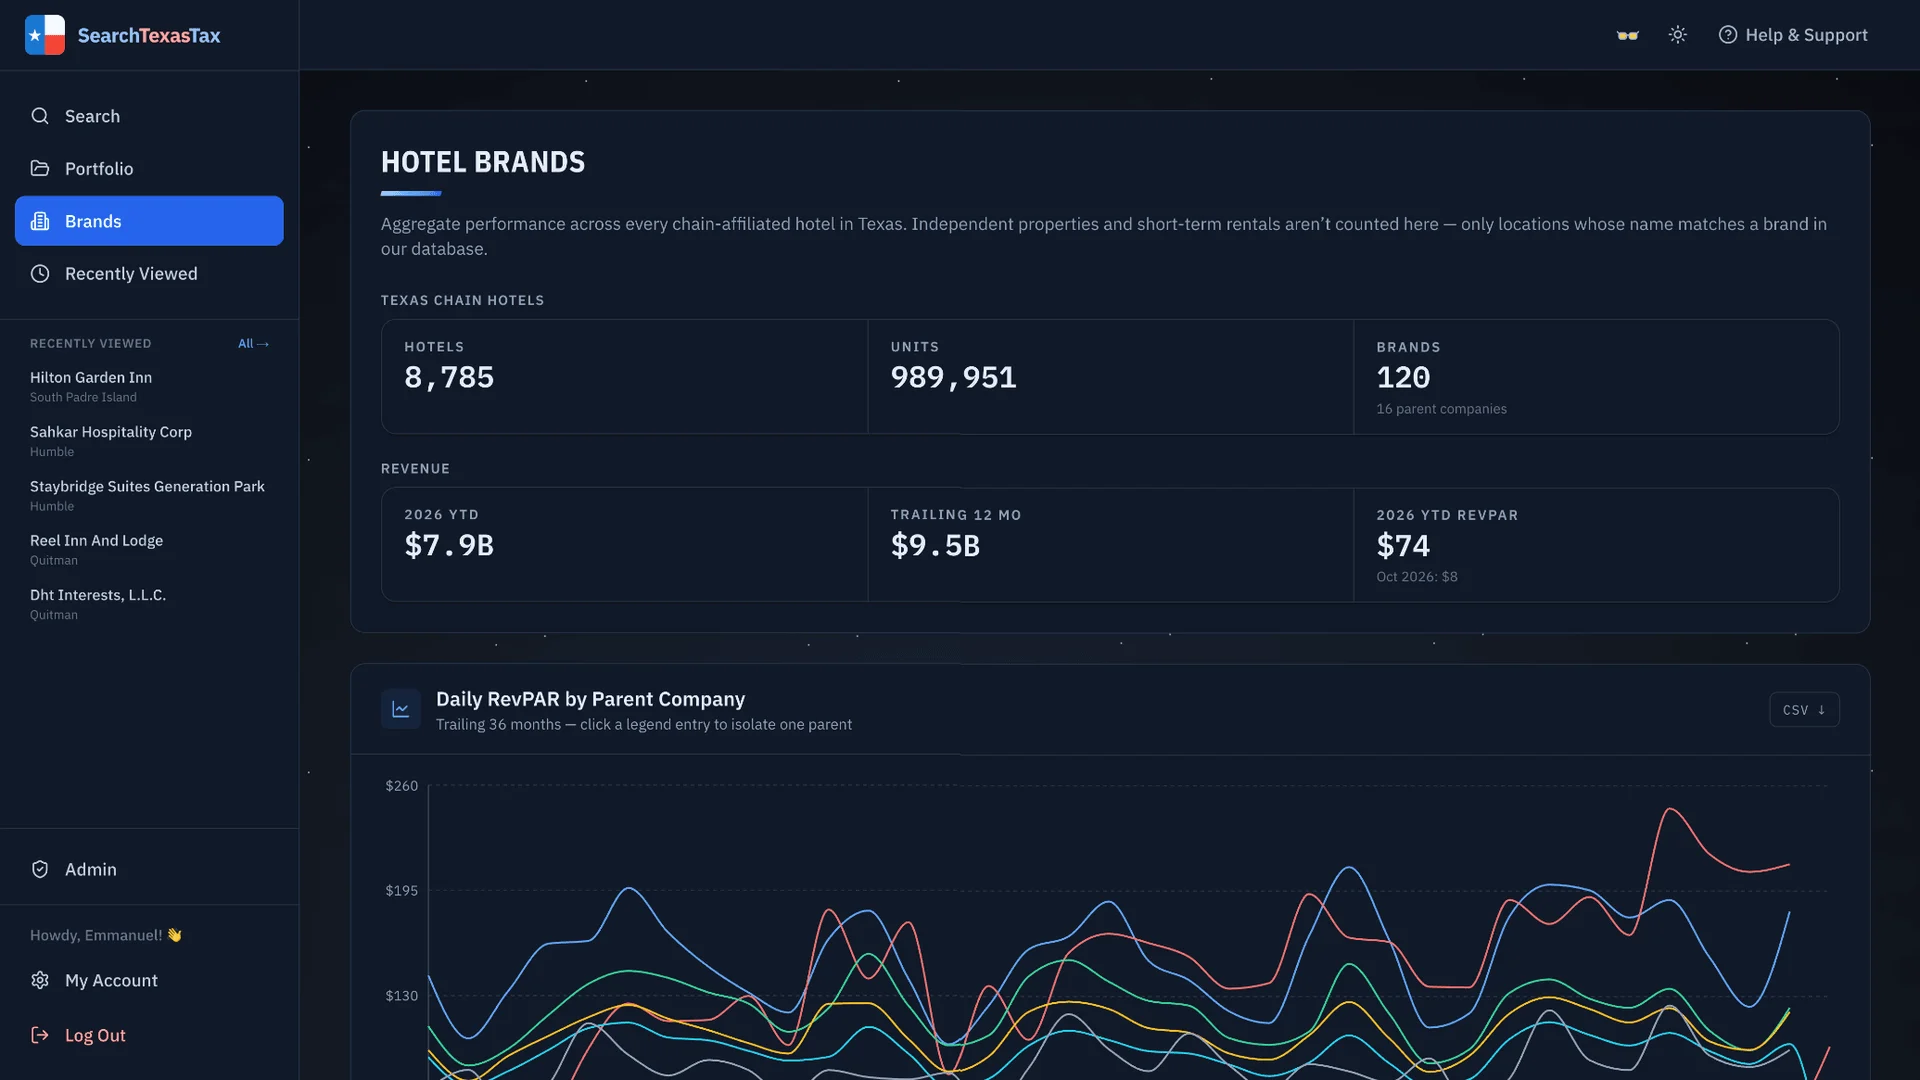 SearchTexasTax
Help & Support
Search
Portfolio
Brands
Recently Viewed
RECENTLY VIEWED
All →
Hilton Garden Inn
South Padre Island
Sahkar Hospitality Corp
Humble
Staybridge Suites Generation Park
Humble
Reel Inn And Lodge
Quitman
Dht Interests, L.L.C.
Quitman
Admin
Howdy, Emmanuel! 👋
My Account
Log Out
HOTEL BRANDS
Aggregate performance across every chain-affiliated hotel in Texas. Independent properties and short-term rentals aren’t counted here — only locations whose name matches a brand in
our database.
TEXAS CHAIN HOTELS
HOTELS
8,785
UNITS
989,951
BRANDS
120
16 parent companies
REVENUE
2026 YTD
$7.9B
TRAILING 12 MO
$9.5B
2026 YTD REVPAR
$74
Oct 2026: $8
Daily RevPAR by Parent Company
Trailing 36 months — click a legend entry to isolate one parent
CSV ↓
$260
$195
$130